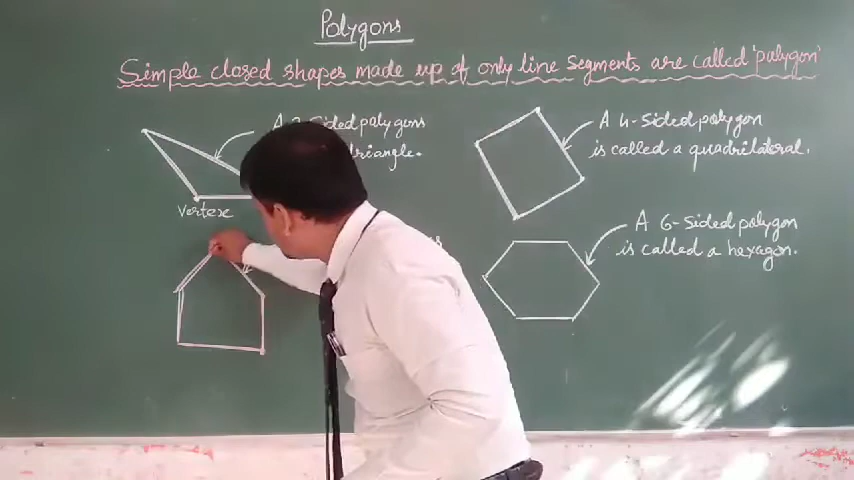 Polygons
Simple closed shapes made up of only line segments are called 'polygon'
A sided polygons
triangle.
Vertex
A 4-sided polygon
is called a quadrilateral.
A 6-sided polygon
is called a hexagon.